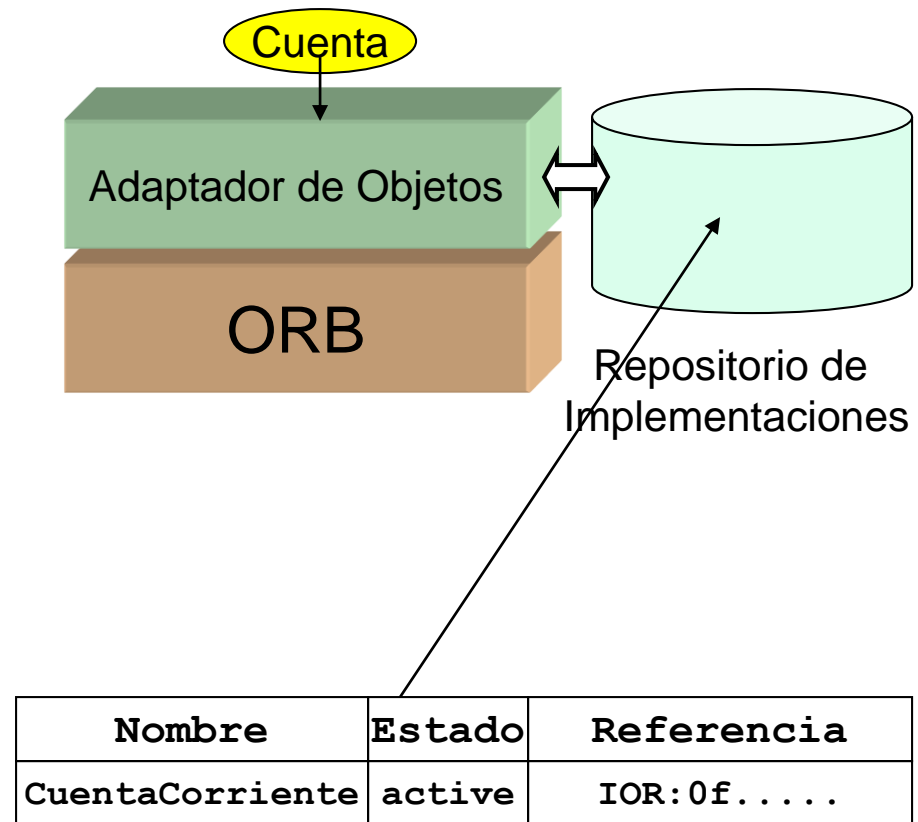 Cuenta
Adaptador de Objetos
ORB
Repositorio de
Implementaciones
Nombre Estado Referencia
CuentaCorriente active IOR:0f.....